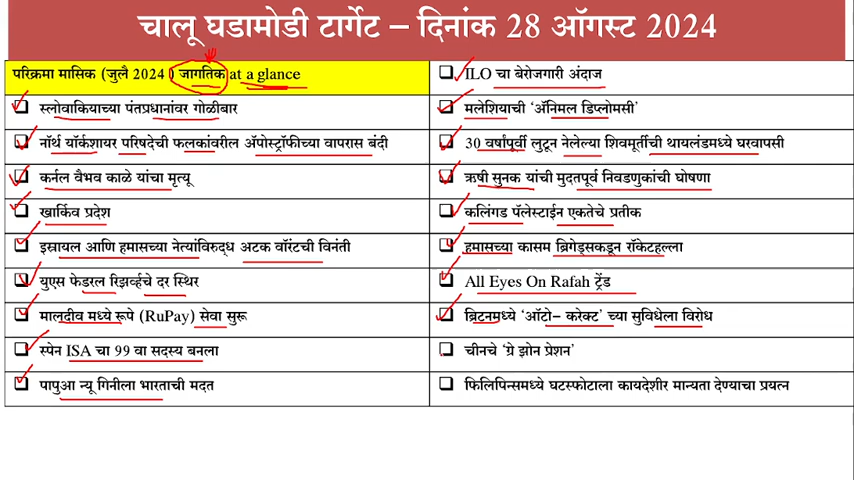 चालू घडामोडी टार्गेट – दिनांक 28 ऑगस्ट 2024
परिक्रमा मासिक (जुलै 2024 ) जागतिक at a glance
स्लोवाकियाच्या पंतप्रधानांवर गोळीबार
नॉर्थ यॉर्कशायर परिषदेची फलकांवरील ॲपोस्ट्रॉफीच्या वापरास बंदी
कर्नल वैभव काळे यांचा मृत्यू
खार्किव प्रदेश
इस्रायल आणि हमासच्या नेत्यांविरुद्ध अटक वॉरंटची विनंती
युएस फेडरल रिझर्व्हचे दर स्थिर
मालदीव मध्ये रूपे (RuPay) सेवा सुरू
स्पेन ISA चा 99 वा सदस्य बनला
पापुआ न्यू गिनीला भारताची मदत
ILO चा बेरोजगारी अंदाज
मलेशियाची ‘ॲनिमल डिप्लोमसी’
30 वर्षांपूर्वी लुटून नेलेल्या शिवमूर्तीची थायलंडमध्ये घरवापसी
ऋषी सुनक यांची मुदतपूर्व निवडणुकांची घोषणा
कलिंगड पॅलेस्टाईन एकतेचे प्रतीक
हमासच्या कासम ब्रिगेड्सकडून रॉकेटहल्ला
All Eyes On Rafah ट्रेंड
ब्रिटनमध्ये ‘ऑटो– करेक्ट’ च्या सुविधेला विरोध
चीनचे ‘ग्रे झोन प्रेशन’
फिलिपिन्समध्ये घटस्फोटाला कायदेशीर मान्यता देण्याचा प्रयत्न